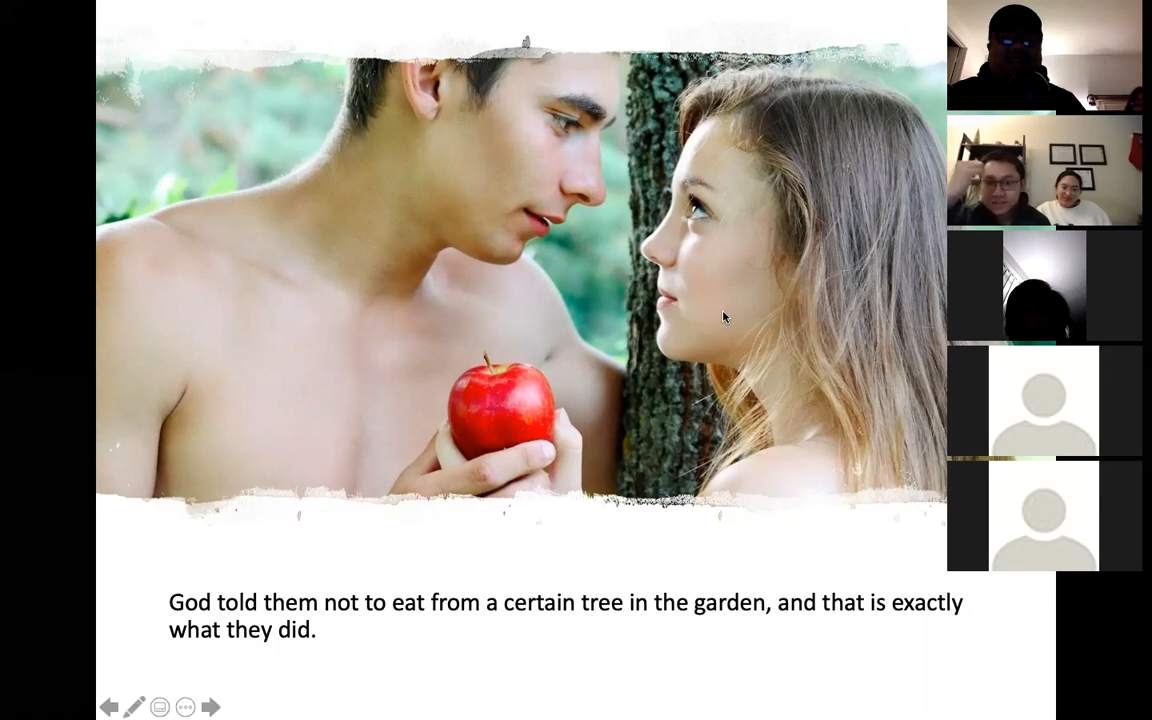 God told them not to eat from a certain tree in the garden, and that is exactly
what they did.